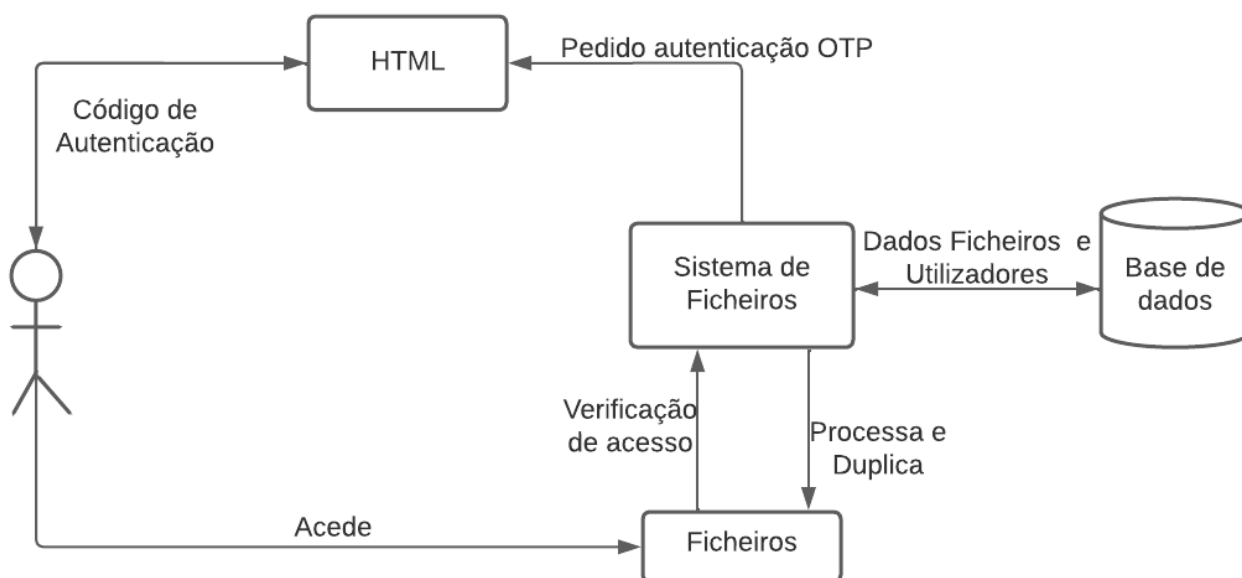 HTML
Pedido autenticação OTP
Código de
Autenticação
Sistema de
Ficheiros
Dados Ficheiros e
Utilizadores
Base de
dados
Verificação
de acesso
Processa e
Duplica
Acede
Ficheiros